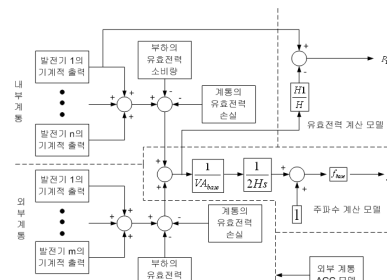 발전기 1의
기계적 출력
발전기 n의
기계적 출력
내
부
계
통
부하의
유효전력
소비량
계통의
유효전력
손실
H1
H
유효전력 계산 모델
1
VA_base
1
2Hs
f_base
1
주파수 계산 모델
외
부
계
통
발전기 1의
기계적 출력
발전기 m의
기계적 출력
계통의
유효전력
손실
부하의
유효전력
외부 계통